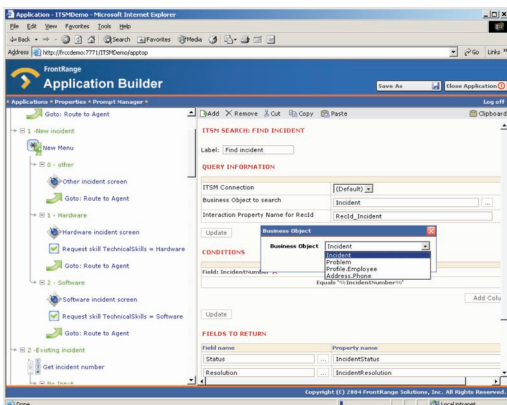 Application - ITSMDemo - Microsoft Internet Explorer
File Edit View Favorites Tools Help
Back Search Favorites Media
Address http://frccdemo:7771/ITSMDemo/apptop Go Links »
FrontRange
Application Builder
Save As Close Application
Applications Properties Prompt Manager Log off
Goto: Route to Agent
1 -New incident
New Menu
0 - other
Other incident screen
Goto: Route to Agent
1 - Hardware
Hardware incident screen
Request skill TechnicalSkills = Hardware
Goto: Route to Agent
2 - Software
Software incident screen
Request skill TechnicalSkills = Software
Goto: Route to Agent
2 -Existing incident
Get incident number
No Input
Add Remove Cut Copy Paste Clipboard
ITSM SEARCH: FIND INCIDENT
Label: Find incident
QUERY INFORMATION
ITSM Connection (Default)
Business Object to search Incident ...
Interaction Property Name for RecId RecId_Incident
Update
Business Object
Business Object Incident
Incident
Problem
Profile.Employee
Address.Phone
CONDITIONS
Field: IncidentNumber
Equals '%%IncidentNumber%%'
Add Colu
Update
FIELDS TO RETURN
Field name Property name
Status ... IncidentStatus
Resolution ... IncidentResolution
Copyright (C) 2004 FrontRange Solutions, Inc. All Rights Reserved.
Done Local intranet